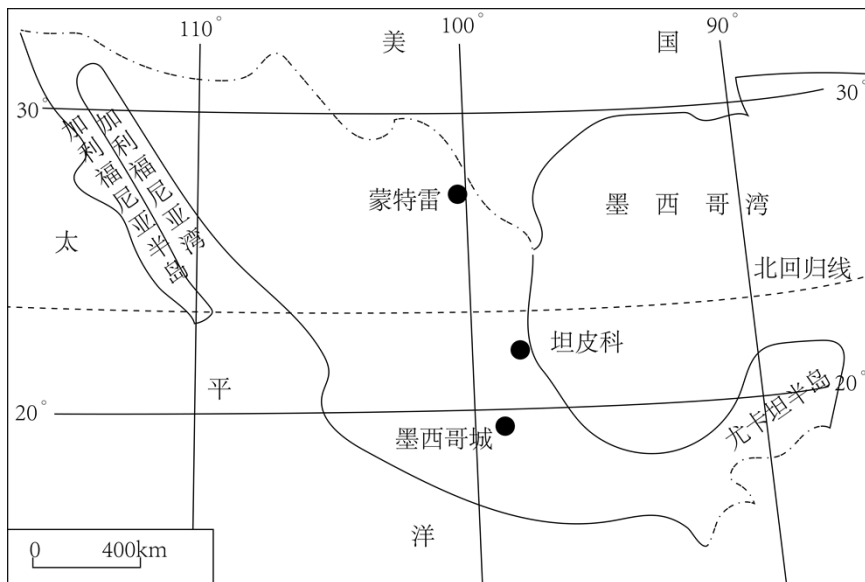 110°
100°
90°
美 国
30°
30°
加利福尼亚湾
加利福尼亚半岛
蒙特雷
墨西哥湾
太
北回归线
坦皮科
平
20°
20°
尤卡坦半岛
墨西哥城
洋
0 400km